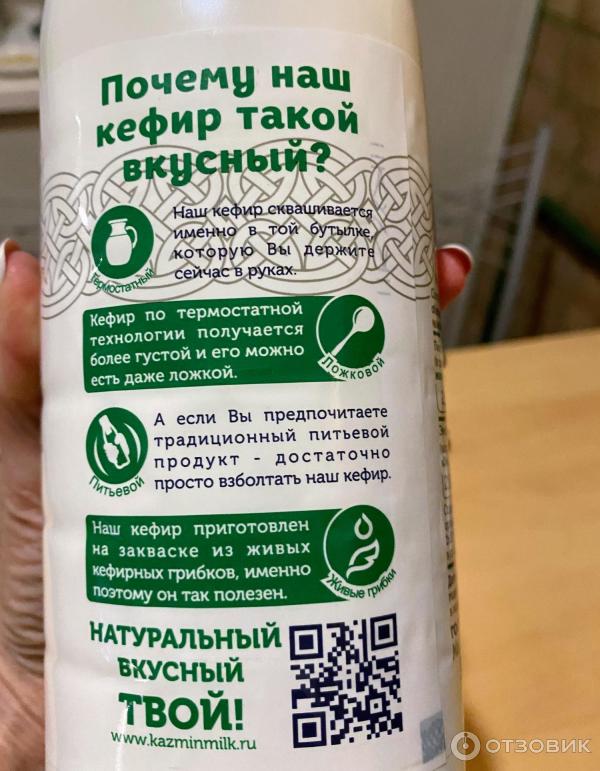 Почему наш
кефир такой
вкусный?
Наш кефир сквашивается
именно в той бутылке,
которую Вы держите
сейчас в руках.
Термостатный
Кефир по термостатной
технологии получается
более густой и его можно
есть даже ложкой.
Ложковой
А если Вы предпочитаете
традиционный питьевой
продукт - достаточно
просто взболтать наш кефир.
Питьевой
Наш кефир приготовлен
на закваске из живых
кефирных грибков, именно
поэтому он так полезен.
Живые грибки
НАТУРАЛЬНЫЙ
ВКУСНЫЙ
ТВОЙ!
www.kazminmilk.ru
ОТЗОВИК